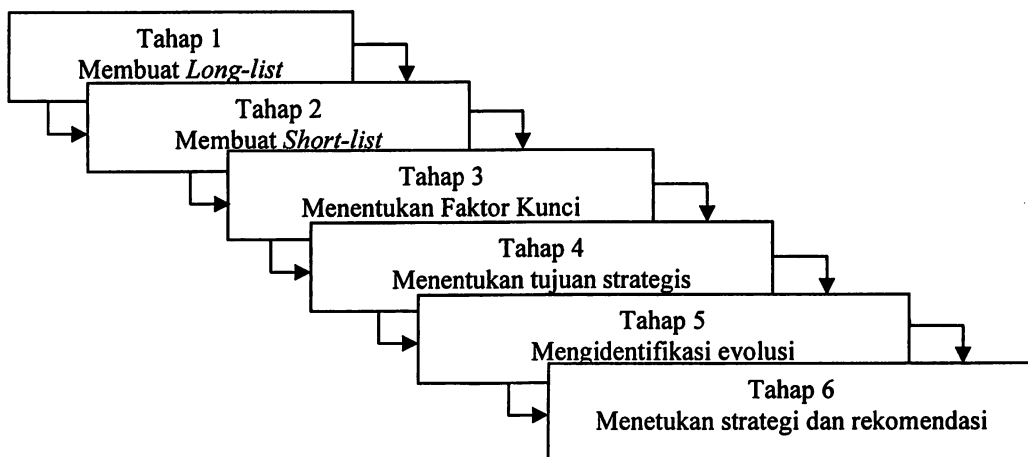 Tahap 1
Membuat Long-list
Tahap 2
Membuat Short-list
Tahap 3
Menentukan Faktor Kunci
Tahap 4
Menentukan tujuan strategis
Tahap 5
Mengidentifikasi evolusi
Tahap 6
Menetukan strategi dan rekomendasi